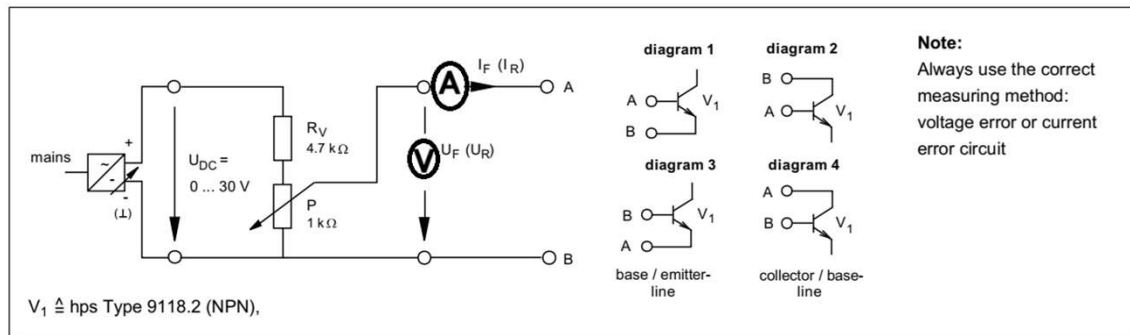 mains
~
-
+
-
(⊥)
U_DC =
0 ... 30 V
R_V
4.7 kΩ
P
1 kΩ
A
I_F (I_R)
A
V
U_F (U_R)
B
V_1 ≙ hps Type 9118.2 (NPN),
diagram 1
A
B
V_1
diagram 2
B
A
V_1
diagram 3
B
A
V_1
base / emitter-
line
diagram 4
A
B
V_1
collector / base-
line
Note:
Always use the correct
measuring method:
voltage error or current
error circuit